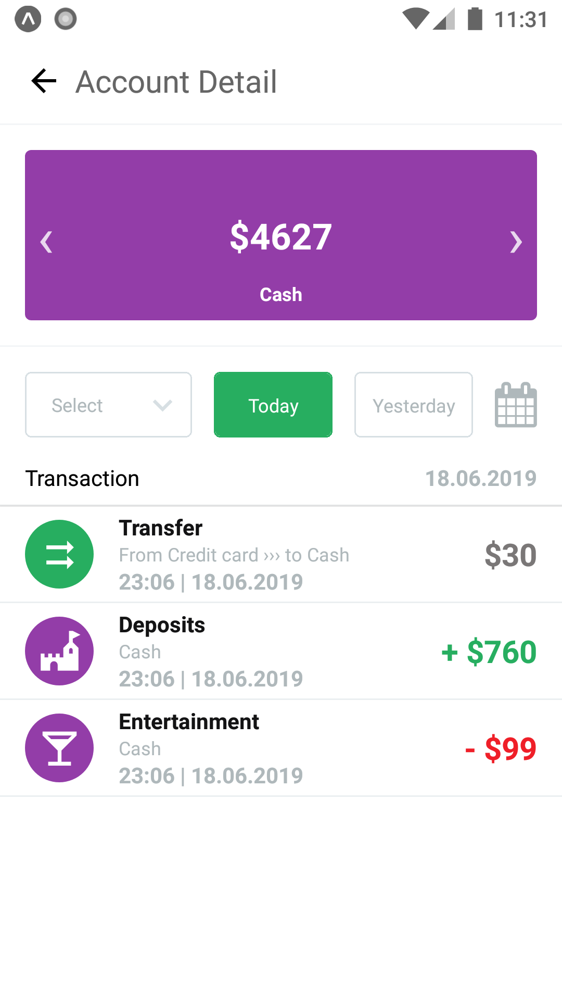 11:31
Account Detail
‹ $4627 ›
Cash
Select Today Yesterday
Transaction 18.06.2019
Transfer
From Credit card ››› to Cash
23:06 | 18.06.2019
$30
Deposits
Cash
23:06 | 18.06.2019
+ $760
Entertainment
Cash
23:06 | 18.06.2019
- $99